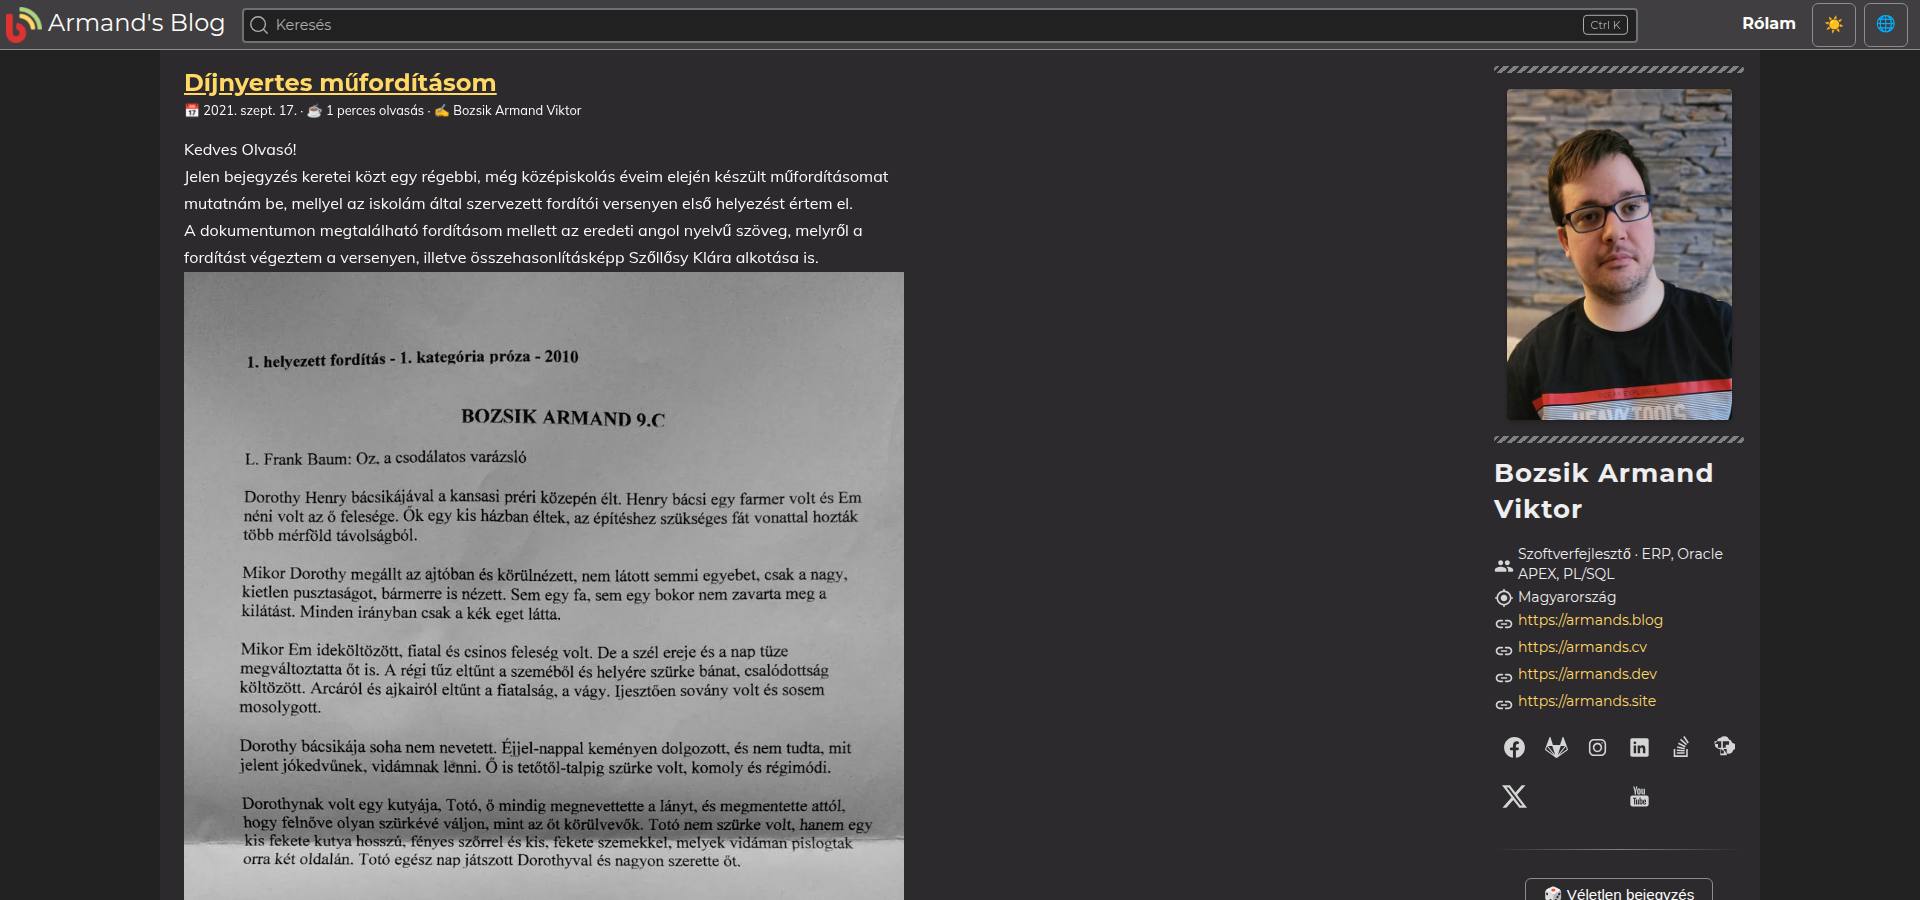 Armand's Blog
Keresés
Ctrl K
Rólam
Díjnyertes műfordításom
2021. szept. 17. · 1 perces olvasás · Bozsik Armand Viktor
Kedves Olvasó!
Jelen bejegyzés keretei közt egy régebbi, még középiskolás éveim elején készült műfordításomat
mutatnám be, mellyel az iskolám által szervezett fordítói versenyen első helyezést értem el.
A dokumentumon megtalálható fordításom mellett az eredeti angol nyelvű szöveg, melyről a
fordítást végeztem a versenyen, illetve összehasonlításképp Szőllősy Klára alkotása is.
1. helyezett fordítás - 1. kategória próza - 2010
BOZSIK ARMAND 9.C
L. Frank Baum: Oz, a csodálatos varázsló
Dorothy Henry bácsikájával a kansasi préri közepén élt. Henry bácsi egy farmer volt és Em
néni volt az ő felesége. Ők egy kis házban éltek, az építéshez szükséges fát vonattal hozták
több mérföld távolságból.
Mikor Dorothy megállt az ajtóban és körülnézett, nem látott semmi egyebet, csak a nagy,
kietlen pusztaságot, bármerre is nézett. Sem egy fa, sem egy bokor nem zavarta meg a
kilátást. Minden irányban csak a kék eget látta.
Mikor Em ideköltözött, fiatal és csinos feleség volt. De a szél ereje és a nap tüze
megváltoztatta őt is. A régi tűz eltűnt a szeméből és helyére szürke bánat, csalódottság
költözött. Arcáról és ajkairól eltűnt a fiatalság, a vágy. Ijesztően sovány volt és sosem
mosolygott.
Dorothy bácsikája soha nem nevetett. Éjjel-nappal keményen dolgozott, és nem tudta, mit
jelent jókedvűnek, vidámnak lenni. Ő is tetőtől-talpig szürke volt, komoly és régimódi.
Dorothynak volt egy kutyája, Totó, ő mindig megnevettette a lányt, és megmentette attól,
hogy felnőve olyan szürkévé váljon, mint az őt körülvevők. Totó nem szürke volt, hanem egy
kis fekete kutya hosszú, fényes szőrrel és kis, fekete szemekkel, melyek vidáman pislogtak
orra két oldalán. Totó egész nap játszott Dorothyval és nagyon szerette őt.
HEAVY TOOLS
Bozsik Armand
Viktor
Szoftverfejlesztő · ERP, Oracle
APEX, PL/SQL
Magyarország
https://armands.blog
https://armands.cv
https://armands.dev
https://armands.site
You
Tube
Véletlen bejegyzés